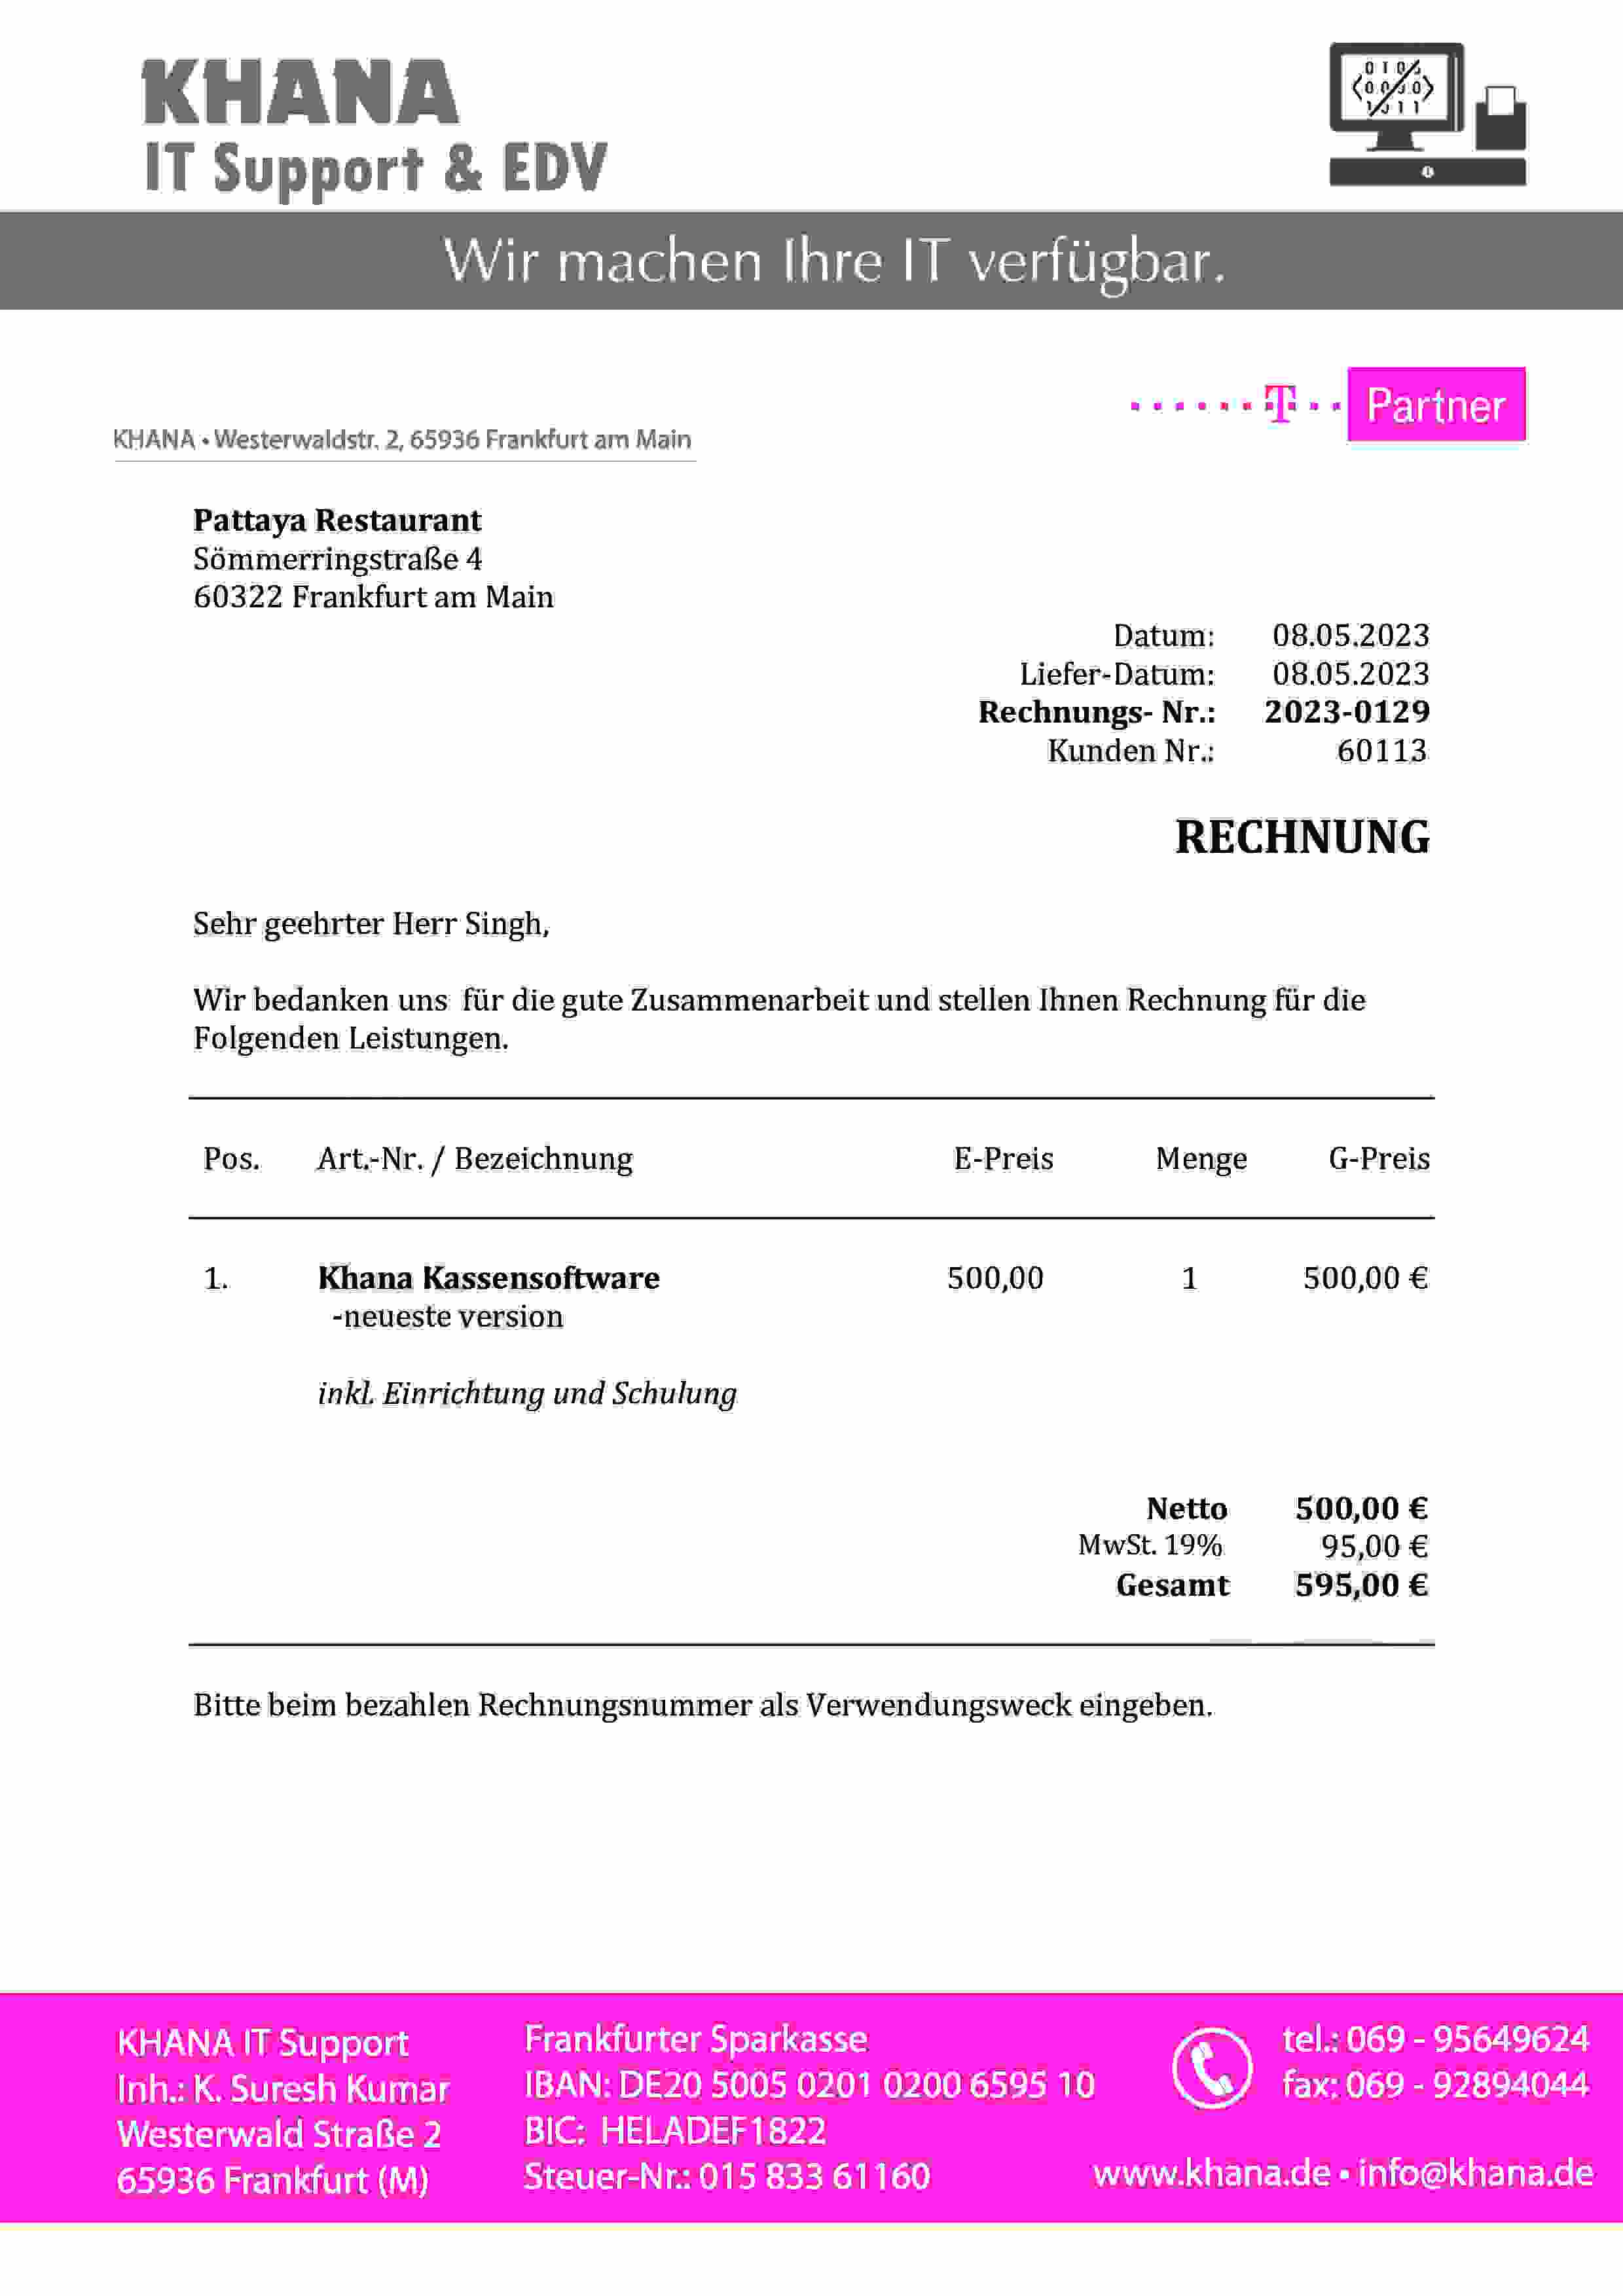 KHANA
IT Support & EDV
Wir machen Ihre IT verfügbar.
T Partner
KHANA • Westerwaldstr. 2, 65936 Frankfurt am Main
Pattaya Restaurant
Sömmerringstraße 4
60322 Frankfurt am Main
Datum: 08.05.2023
Liefer-Datum: 08.05.2023
Rechnungs- Nr.: 2023-0129
Kunden Nr.: 60113
RECHNUNG
Sehr geehrter Herr Singh,
Wir bedanken uns für die gute Zusammenarbeit und stellen Ihnen Rechnung für die
Folgenden Leistungen.
Pos. Art.-Nr. / Bezeichnung E-Preis Menge G-Preis
1. Khana Kassensoftware 500,00 1 500,00 €
-neueste version
inkl. Einrichtung und Schulung
Netto 500,00 €
MwSt. 19% 95,00 €
Gesamt 595,00 €
Bitte beim bezahlen Rechnungsnummer als Verwendungsweck eingeben.
KHANA IT Support
Inh.: K. Suresh Kumar
Westerwald Straße 2
65936 Frankfurt (M)
Frankfurter Sparkasse
IBAN: DE20 5005 0201 0200 6595 10
BIC: HELADEF1822
Steuer-Nr.: 015 833 61160
tel.: 069 - 95649624
fax: 069 - 92894044
www.khana.de • info@khana.de